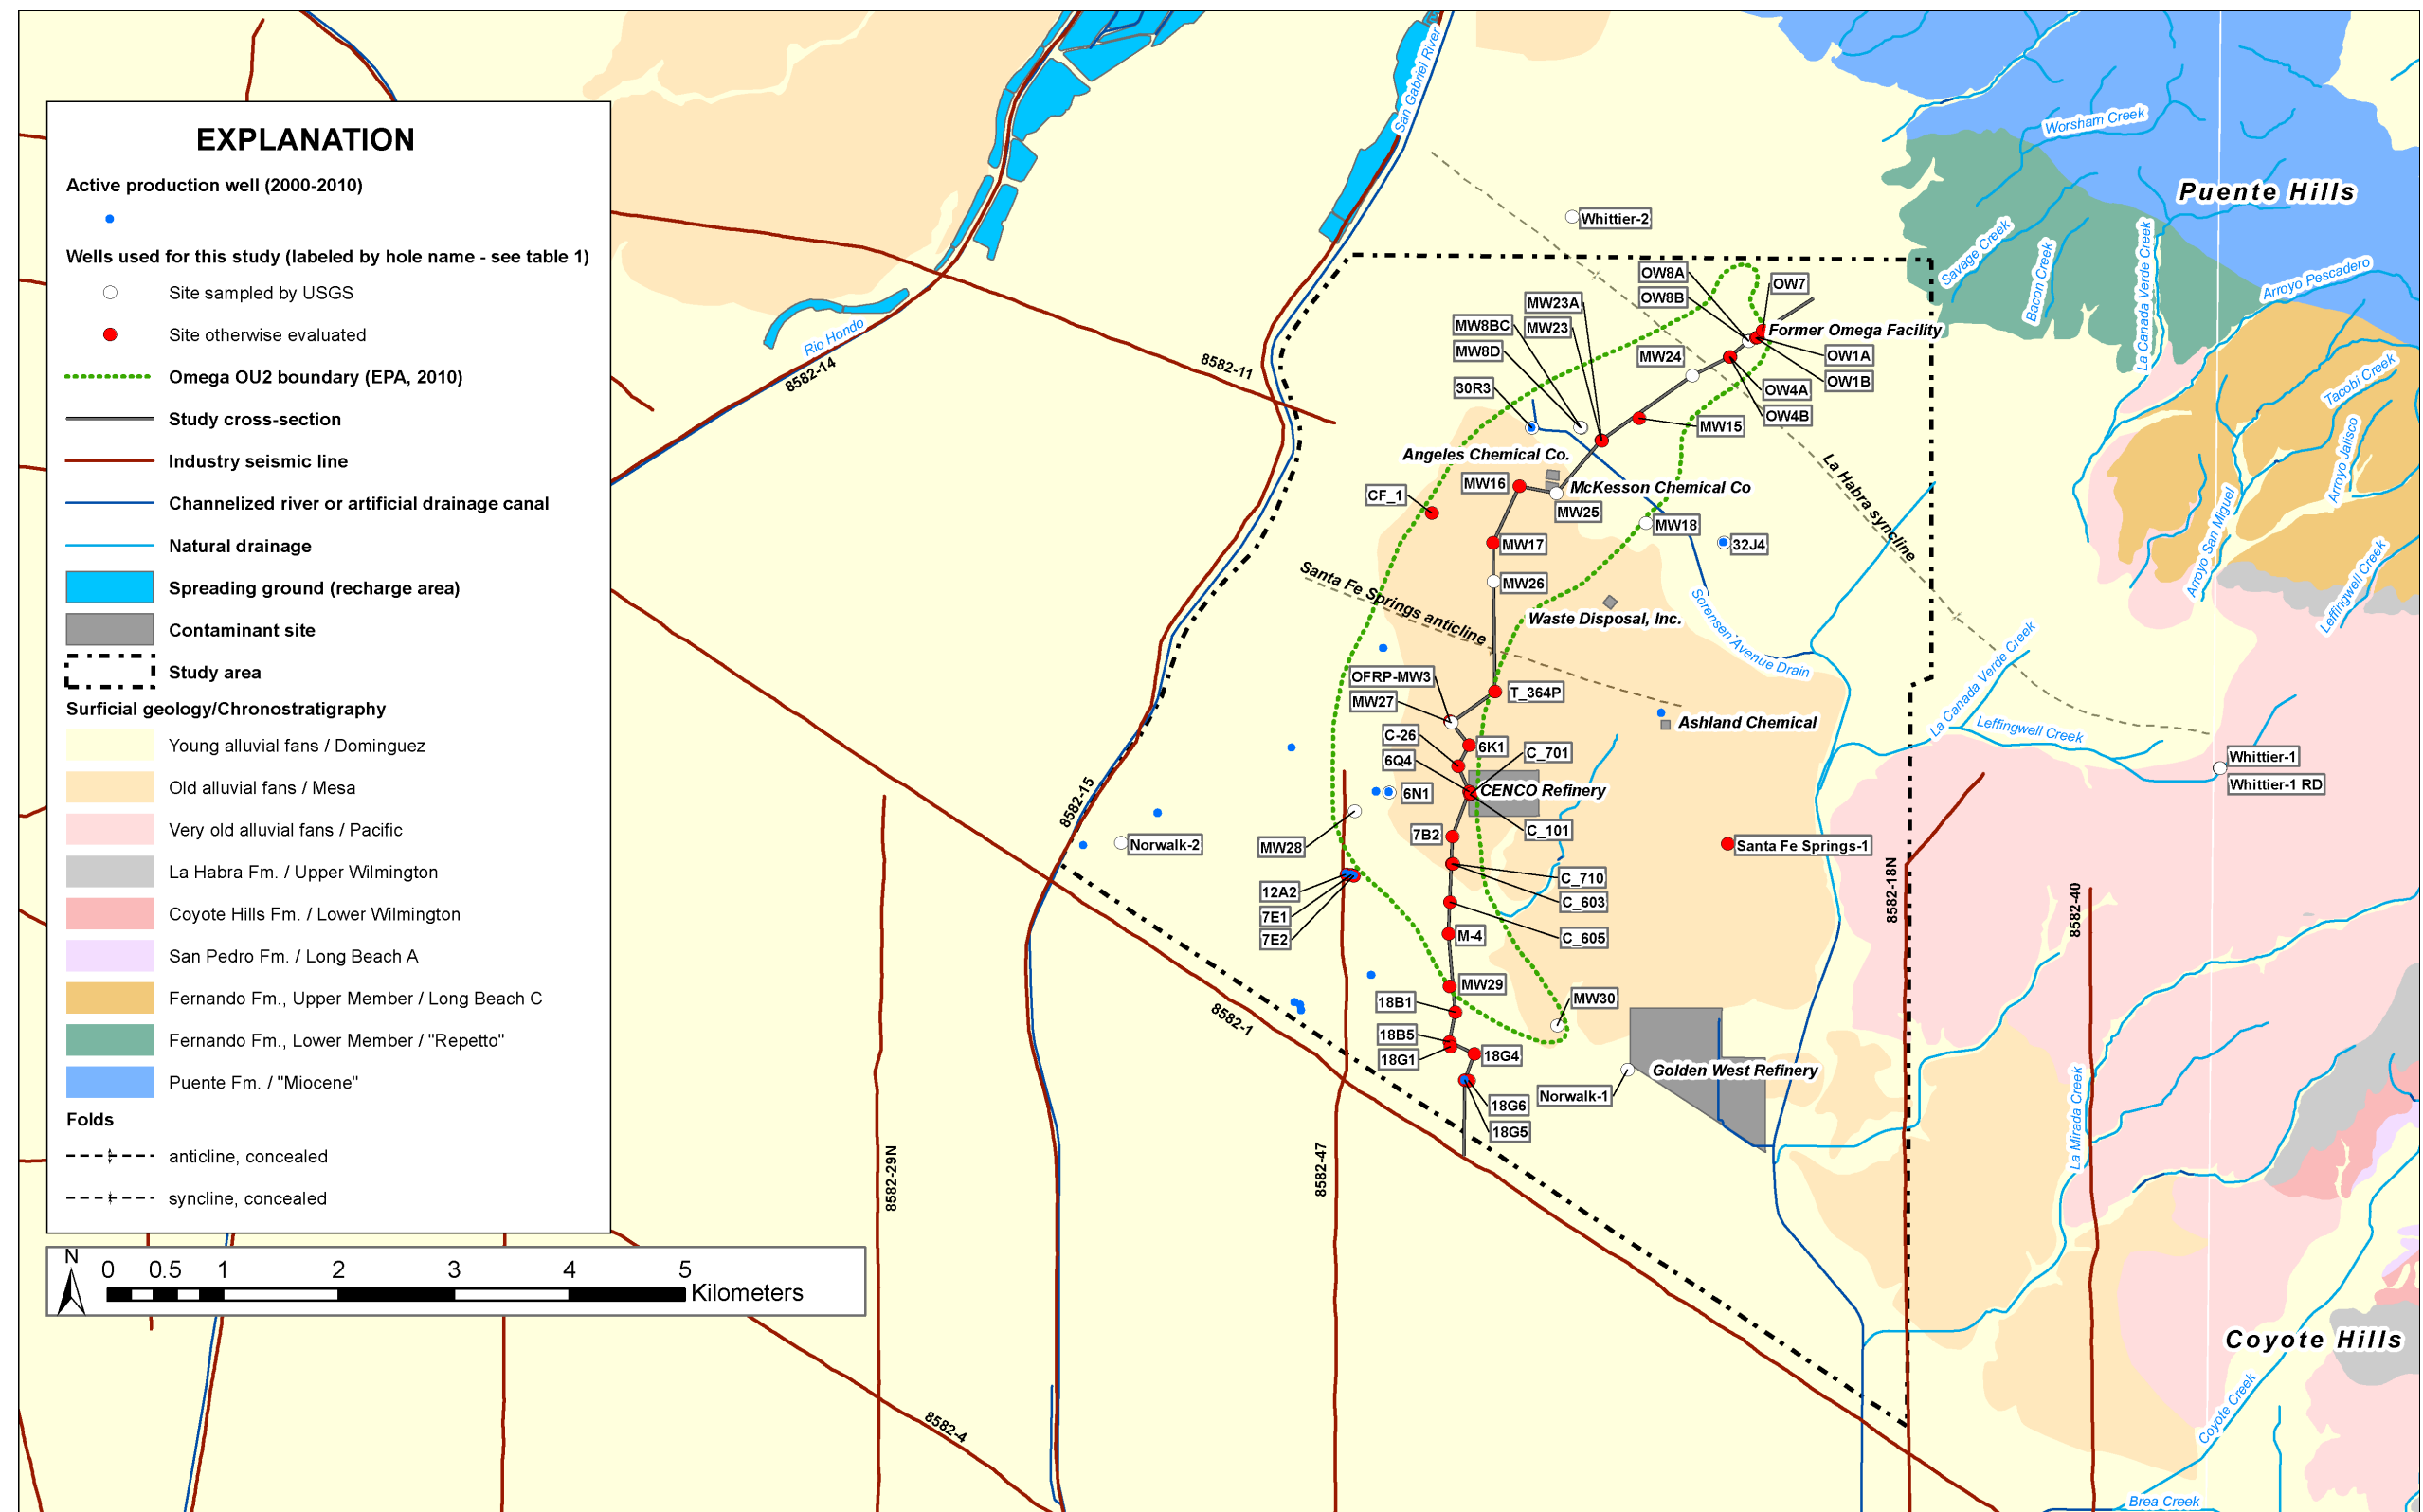 EXPLANATION
Active production well (2000-2010)
Wells used for this study (labeled by hole name - see table 1)
Site sampled by USGS
Site otherwise evaluated
Omega OU2 boundary (EPA, 2010)
Study cross-section
Industry seismic line
Channelized river or artificial drainage canal
Natural drainage
Spreading ground (recharge area)
Contaminant site
Study area
Surficial geology/Chronostratigraphy
Young alluvial fans / Dominguez
Old alluvial fans / Mesa
Very old alluvial fans / Pacific
La Habra Fm. / Upper Wilmington
Coyote Hills Fm. / Lower Wilmington
San Pedro Fm. / Long Beach A
Fernando Fm., Upper Member / Long Beach C
Fernando Fm., Lower Member / "Repetto"
Puente Fm. / "Miocene"
Folds
anticline, concealed
syncline, concealed
N
0 0.5 1 2 3 4 5
Kilometers
San Gabriel River
Rio Hondo
8582-14
8582-11
8582-15
8582-1
8582-29N
8582-47
8582-4
8582-18N
8582-40
Whittier-2
OW8A
OW8B
OW7
MW23A
MW23
MW8BC
MW8D
30R3
MW24
Former Omega Facility
OW1A
OW1B
OW4A
OW4B
MW15
Angeles Chemical Co.
McKesson Chemical Co
CF_1
MW16
MW25
MW18
32J4
MW17
MW26
La Habra syncline
Santa Fe Springs anticline
Waste Disposal, Inc.
Sorensen Avenue Drain
OFRP-MW3
MW27
T_364P
Ashland Chemical
C-26
6K1
C_701
6Q4
CENCO Refinery
6N1
C_101
7B2
MW28
Norwalk-2
Santa Fe Springs-1
12A2
7E1
7E2
C_710
C_603
C_605
M-4
MW29
18B1
MW30
18B5
18G1
18G4
Golden West Refinery
Norwalk-1
18G6
18G5
Whittier-1
Whittier-1 RD
Puente Hills
Worsham Creek
Savage Creek
Bacon Creek
La Canada Verde Creek
Arroyo Pescadero
Tacobi Creek
Arroyo Jalisco
Arroyo San Miguel
Leffingwell Creek
La Canada Verde Creek
Leffingwell Creek
La Mirada Creek
Coyote Hills
Coyote Creek
Brea Creek